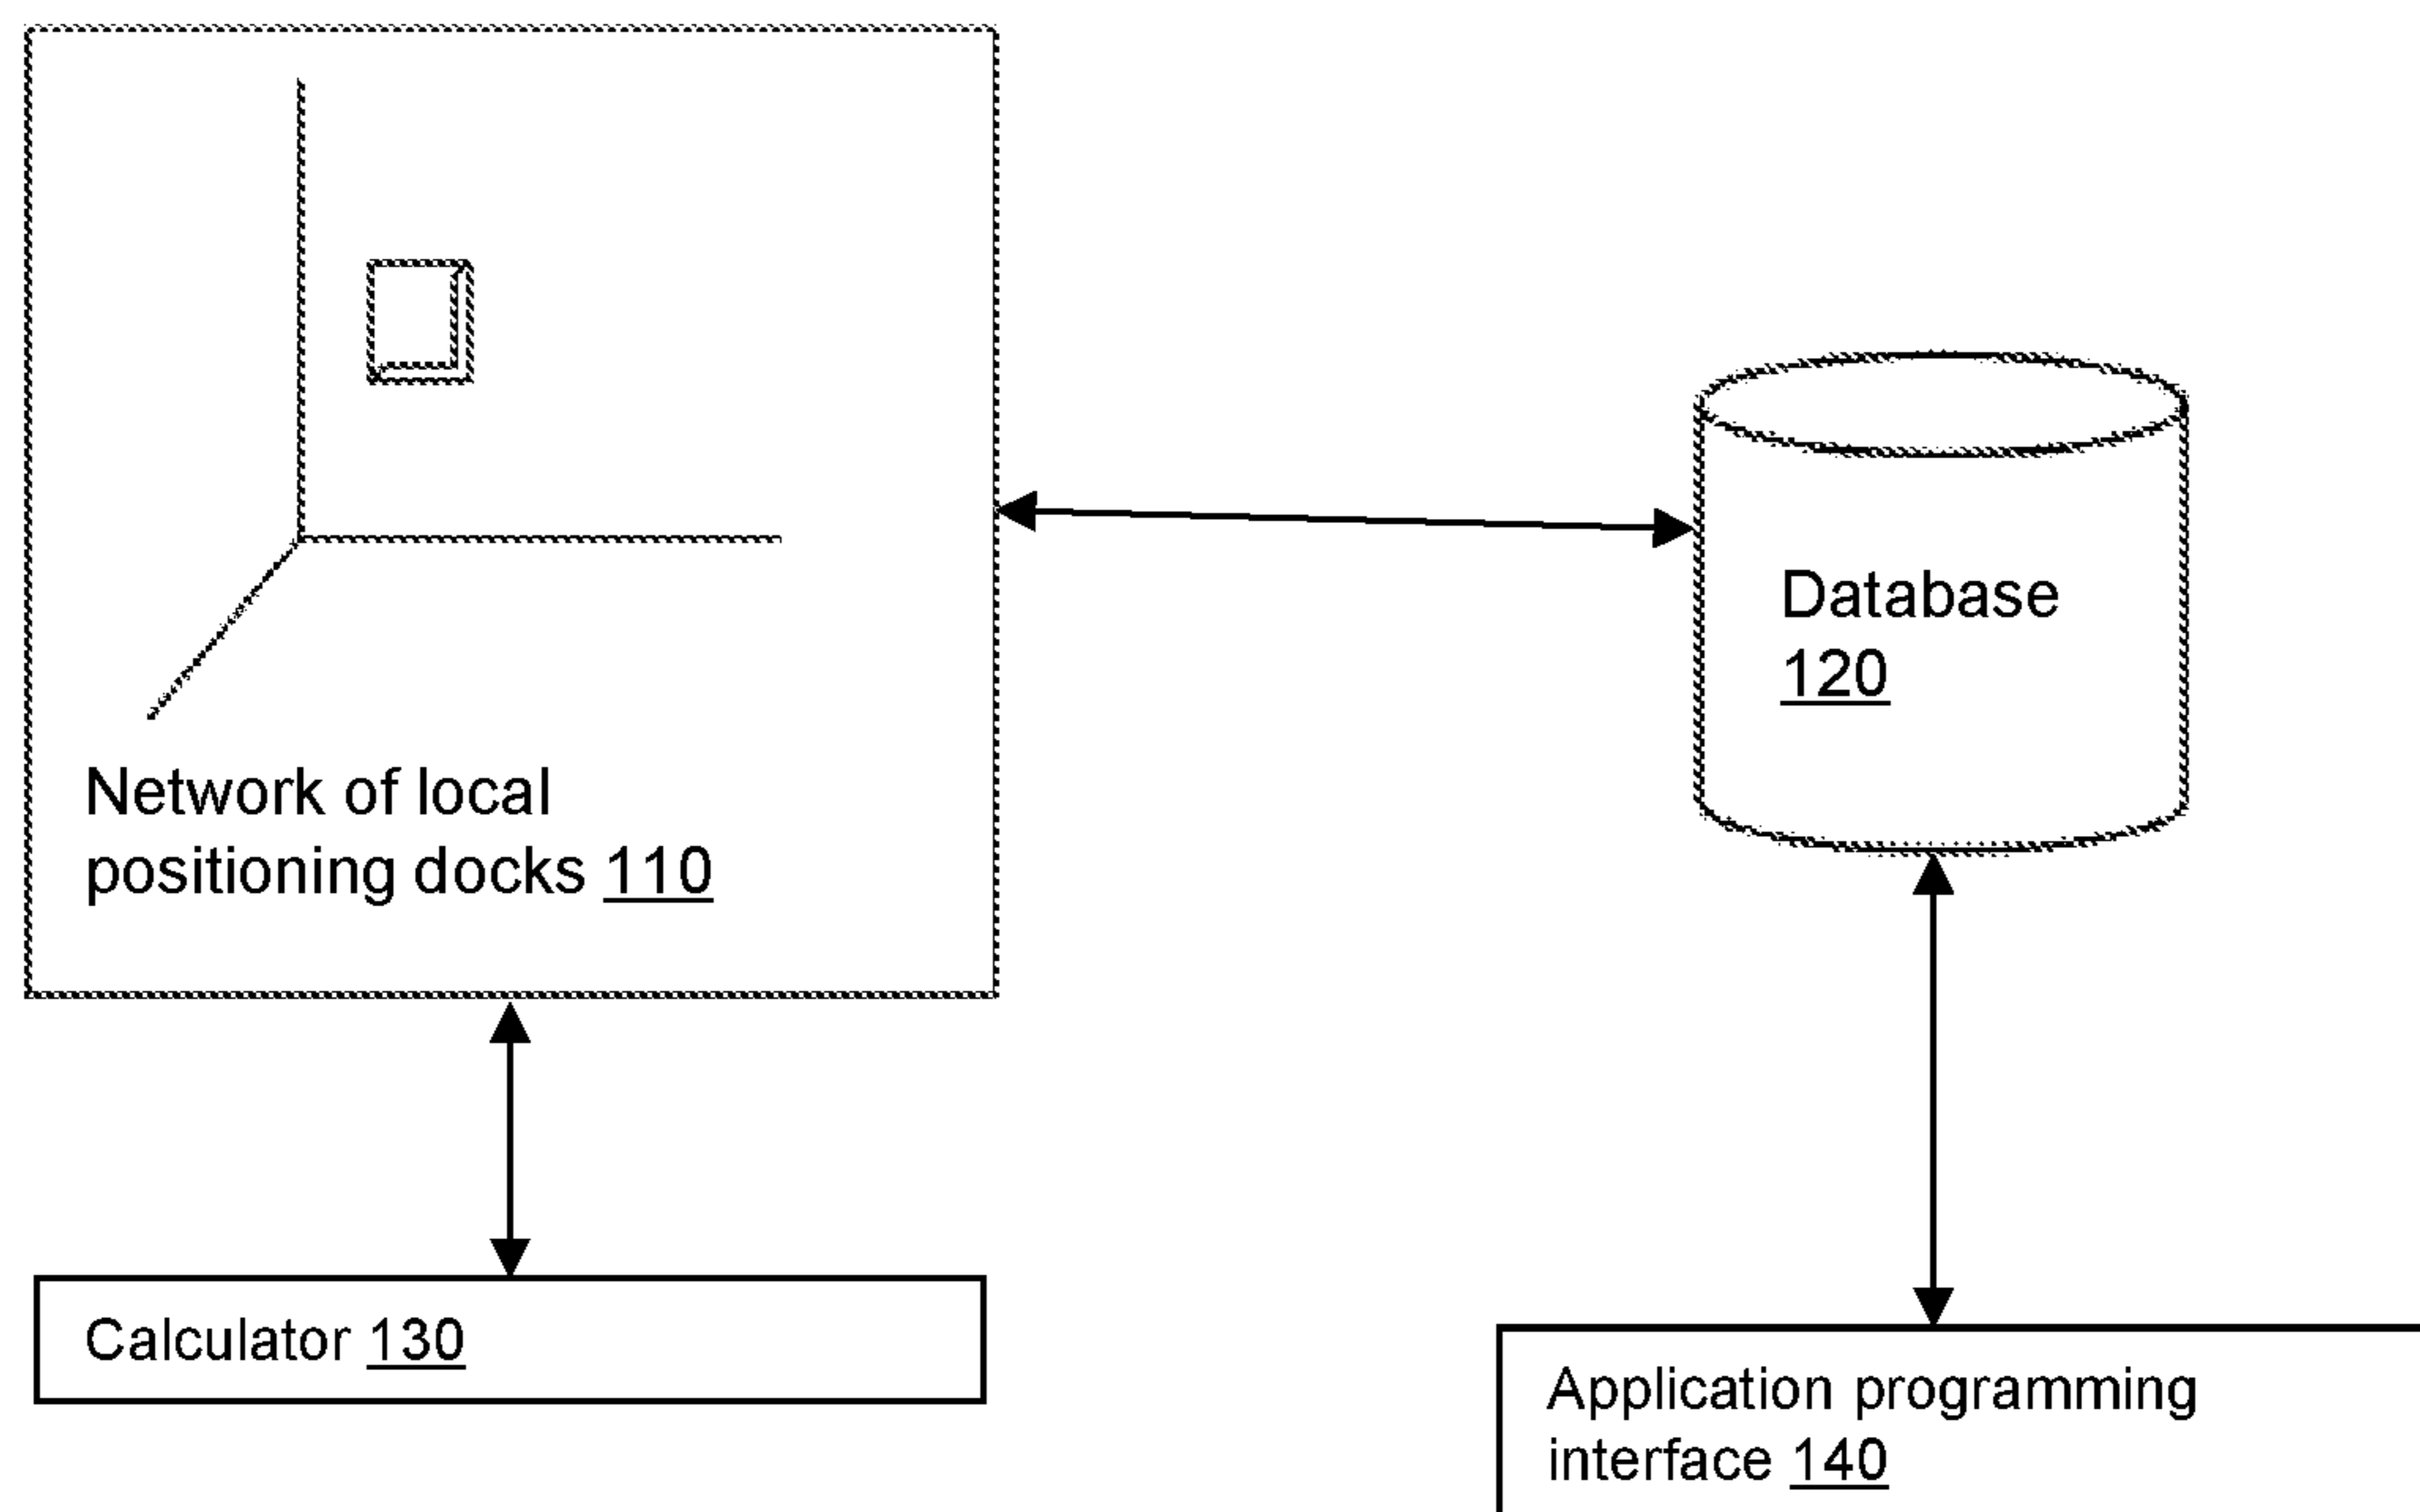 Network of local
positioning docks 110
Database
120
Calculator 130
Application programming
interface 140